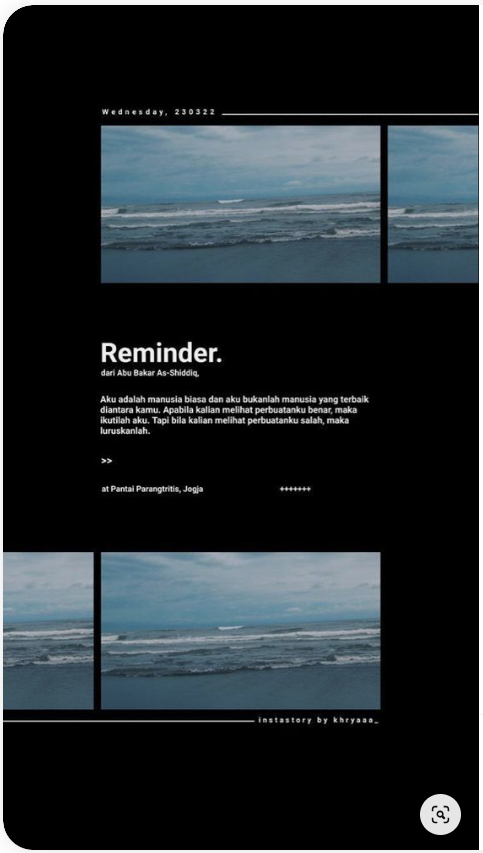 Wednesday, 230322
Reminder.
dari Abu Bakar As-Shiddiq,
Aku adalah manusia biasa dan aku bukanlah manusia yang terbaik
diantara kamu. Apabila kalian melihat perbuatanku benar, maka
ikutilah aku. Tapi bila kalian melihat perbuatanku salah, maka
luruskanlah.
>>
at Pantai Parangtritis, Jogja +++++++
instastory by khryaaa_